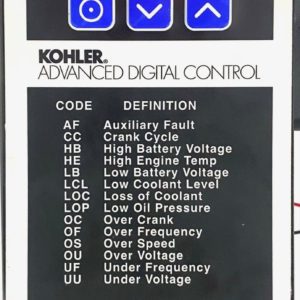 KOHLER®
ADVANCED DIGITAL CONTROL
CODE DEFINITION
AF Auxiliary Fault
CC Crank Cycle
HB High Battery Voltage
HE High Engine Temp
LB Low Battery Voltage
LCL Low Coolant Level
LOC Loss of Coolant
LOP Low Oil Pressure
OC Over Crank
OF Over Frequency
OS Over Speed
OU Over Voltage
UF Under Frequency
UU Under Voltage